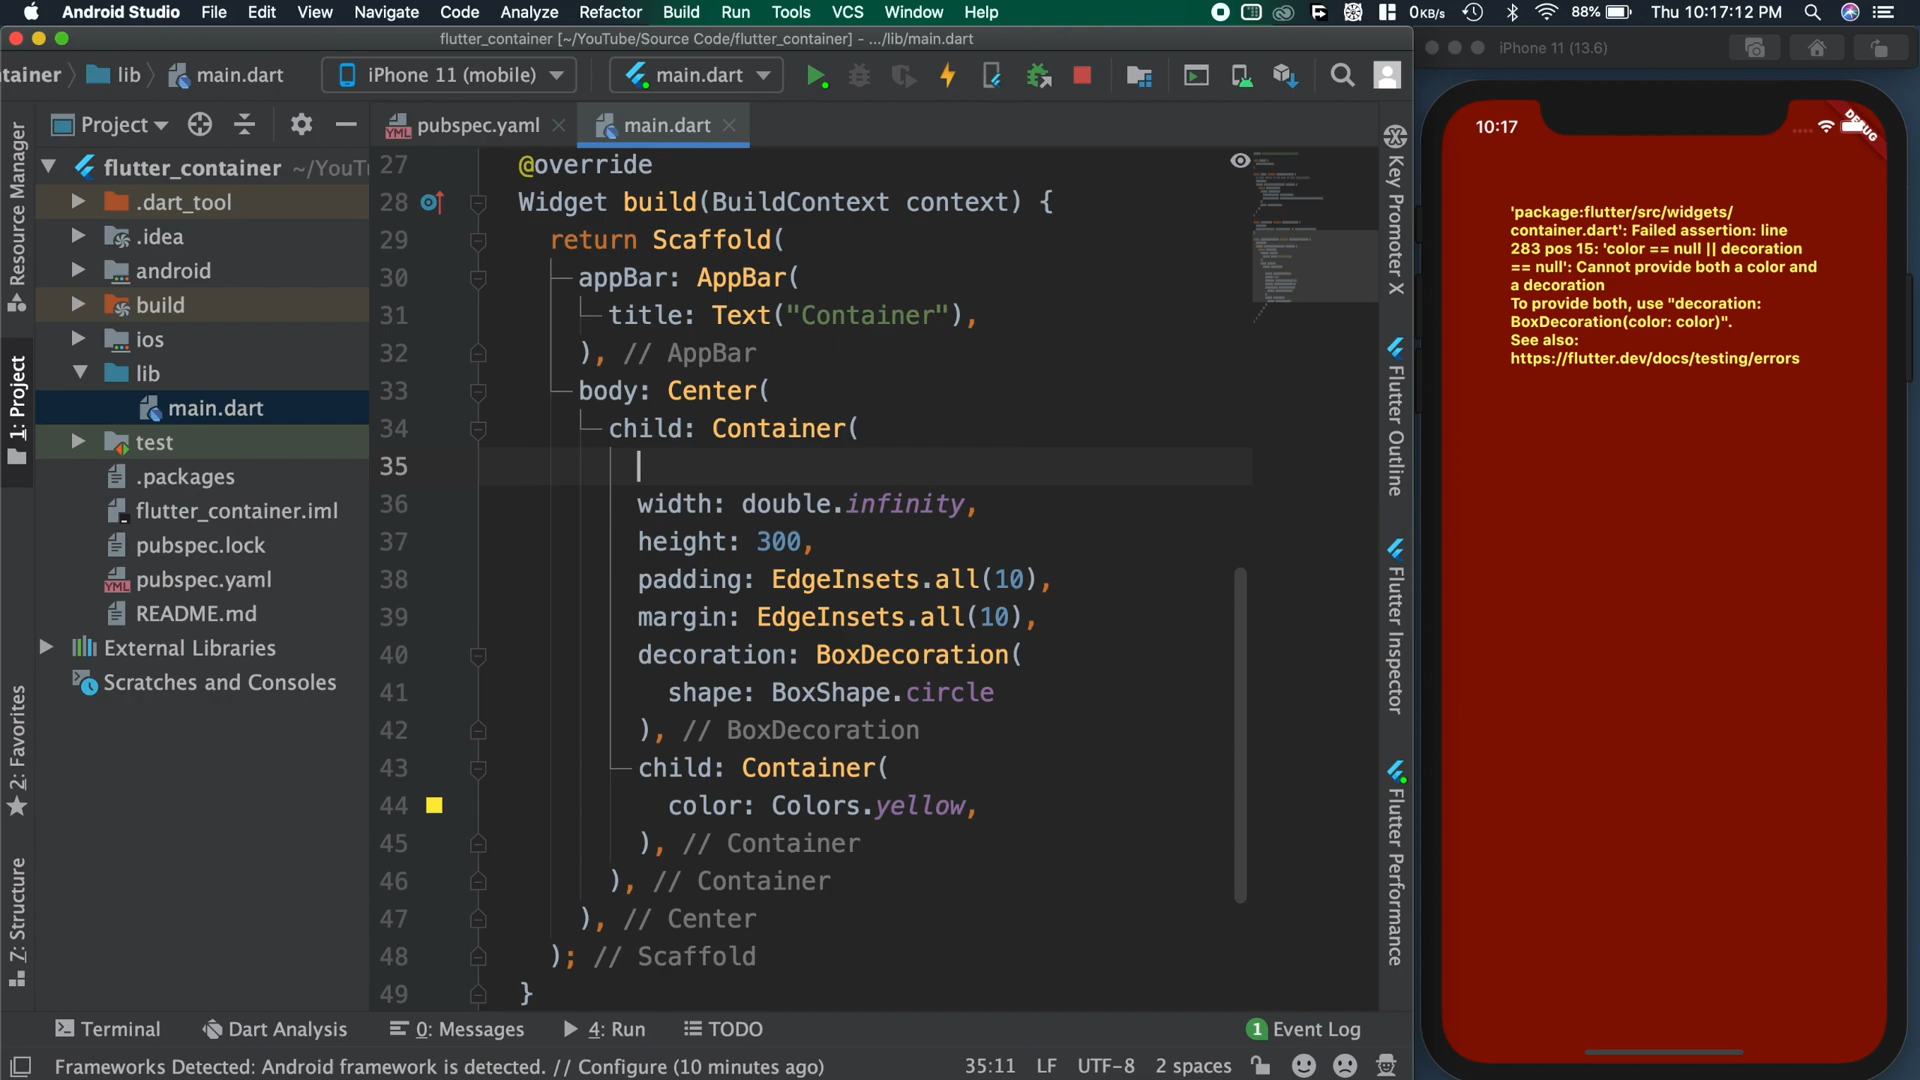 Android Studio File Edit View Navigate Code Analyze Refactor Build Run Tools VCS Window Help 0KB/s 88% Thu 10:17:12 PM
flutter_container [~/YouTube/Source Code/flutter_container] - .../lib/main.dart
iPhone 11 (13.6)
tainer lib main.dart iPhone 11 (mobile) main.dart
Project
pubspec.yaml main.dart
flutter_container ~/YouT
.dart_tool
.idea
android
build
ios
lib
main.dart
test
.packages
flutter_container.iml
pubspec.lock
pubspec.yaml
README.md
External Libraries
Scratches and Consoles
Resource Manager
1: Project
2: Favorites
Z: Structure
27 @override
28 Widget build(BuildContext context) {
29 return Scaffold(
30 appBar: AppBar(
31 title: Text("Container"),
32 ), // AppBar
33 body: Center(
34 child: Container(
35
36 width: double.infinity,
37 height: 300,
38 padding: EdgeInsets.all(10),
39 margin: EdgeInsets.all(10),
40 decoration: BoxDecoration(
41 shape: BoxShape.circle
42 ), // BoxDecoration
43 child: Container(
44 color: Colors.yellow,
45 ), // Container
46 ), // Container
47 ), // Center
48 ); // Scaffold
49 }
Key Promoter X
Flutter Outline
Flutter Inspector
Flutter Performance
10:17
DEBUG
'package:flutter/src/widgets/
container.dart': Failed assertion: line
283 pos 15: 'color == null || decoration
== null': Cannot provide both a color and
a decoration
To provide both, use "decoration:
BoxDecoration(color: color)".
See also:
https://flutter.dev/docs/testing/errors
Terminal Dart Analysis 0: Messages 4: Run TODO 1 Event Log
Frameworks Detected: Android framework is detected. // Configure (10 minutes ago) 35:11 LF UTF-8 2 spaces